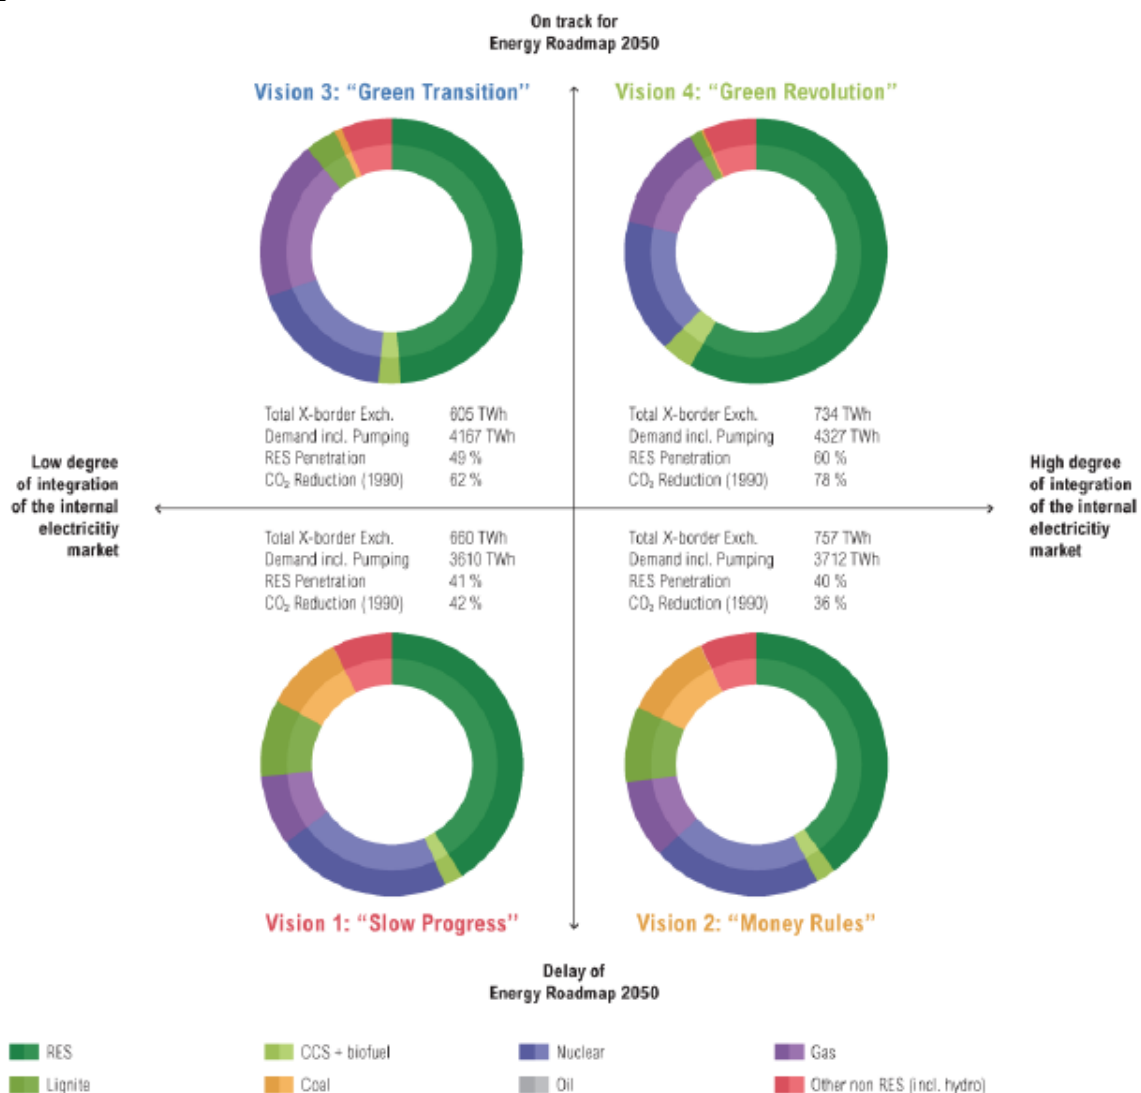 On track for
Energy Roadmap 2050
Vision 3: “Green Transition”
Vision 4: “Green Revolution”
Total X-border Exch. 605 TWh
Demand incl. Pumping 4167 TWh
RES Penetration 49 %
CO₂ Reduction (1990) 62 %
Total X-border Exch. 734 TWh
Demand incl. Pumping 4327 TWh
RES Penetration 60 %
CO₂ Reduction (1990) 78 %
Low degree
of integration
of the internal
electricitiy
market
High degree
of integration
of the internal
electricitiy
market
Total X-border Exch. 660 TWh
Demand incl. Pumping 3610 TWh
RES Penetration 41 %
CO₂ Reduction (1990) 42 %
Total X-border Exch. 757 TWh
Demand incl. Pumping 3712 TWh
RES Penetration 40 %
CO₂ Reduction (1990) 36 %
Vision 1: “Slow Progress”
Vision 2: “Money Rules”
Delay of
Energy Roadmap 2050
RES CCS + biofuel Nuclear Gas
Lignite Coal Oil Other non RES (incl. hydro)